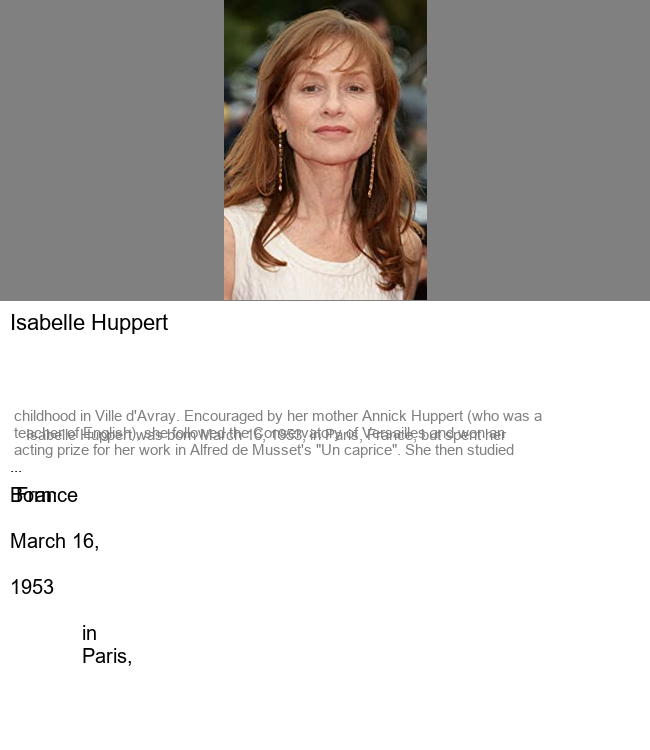 Isabelle Huppert
childhood in Ville d'Avray. Encouraged by her mother Annick Huppert (who was a
Isabelle Huppert was born March 16, 1953, in Paris, France, but spent her
teacher of English), she followed the Conservatory of Versailles and won an
acting prize for her work in Alfred de Musset's "Un caprice". She then studied
...
Born
France
March 16,
1953
in
Paris,